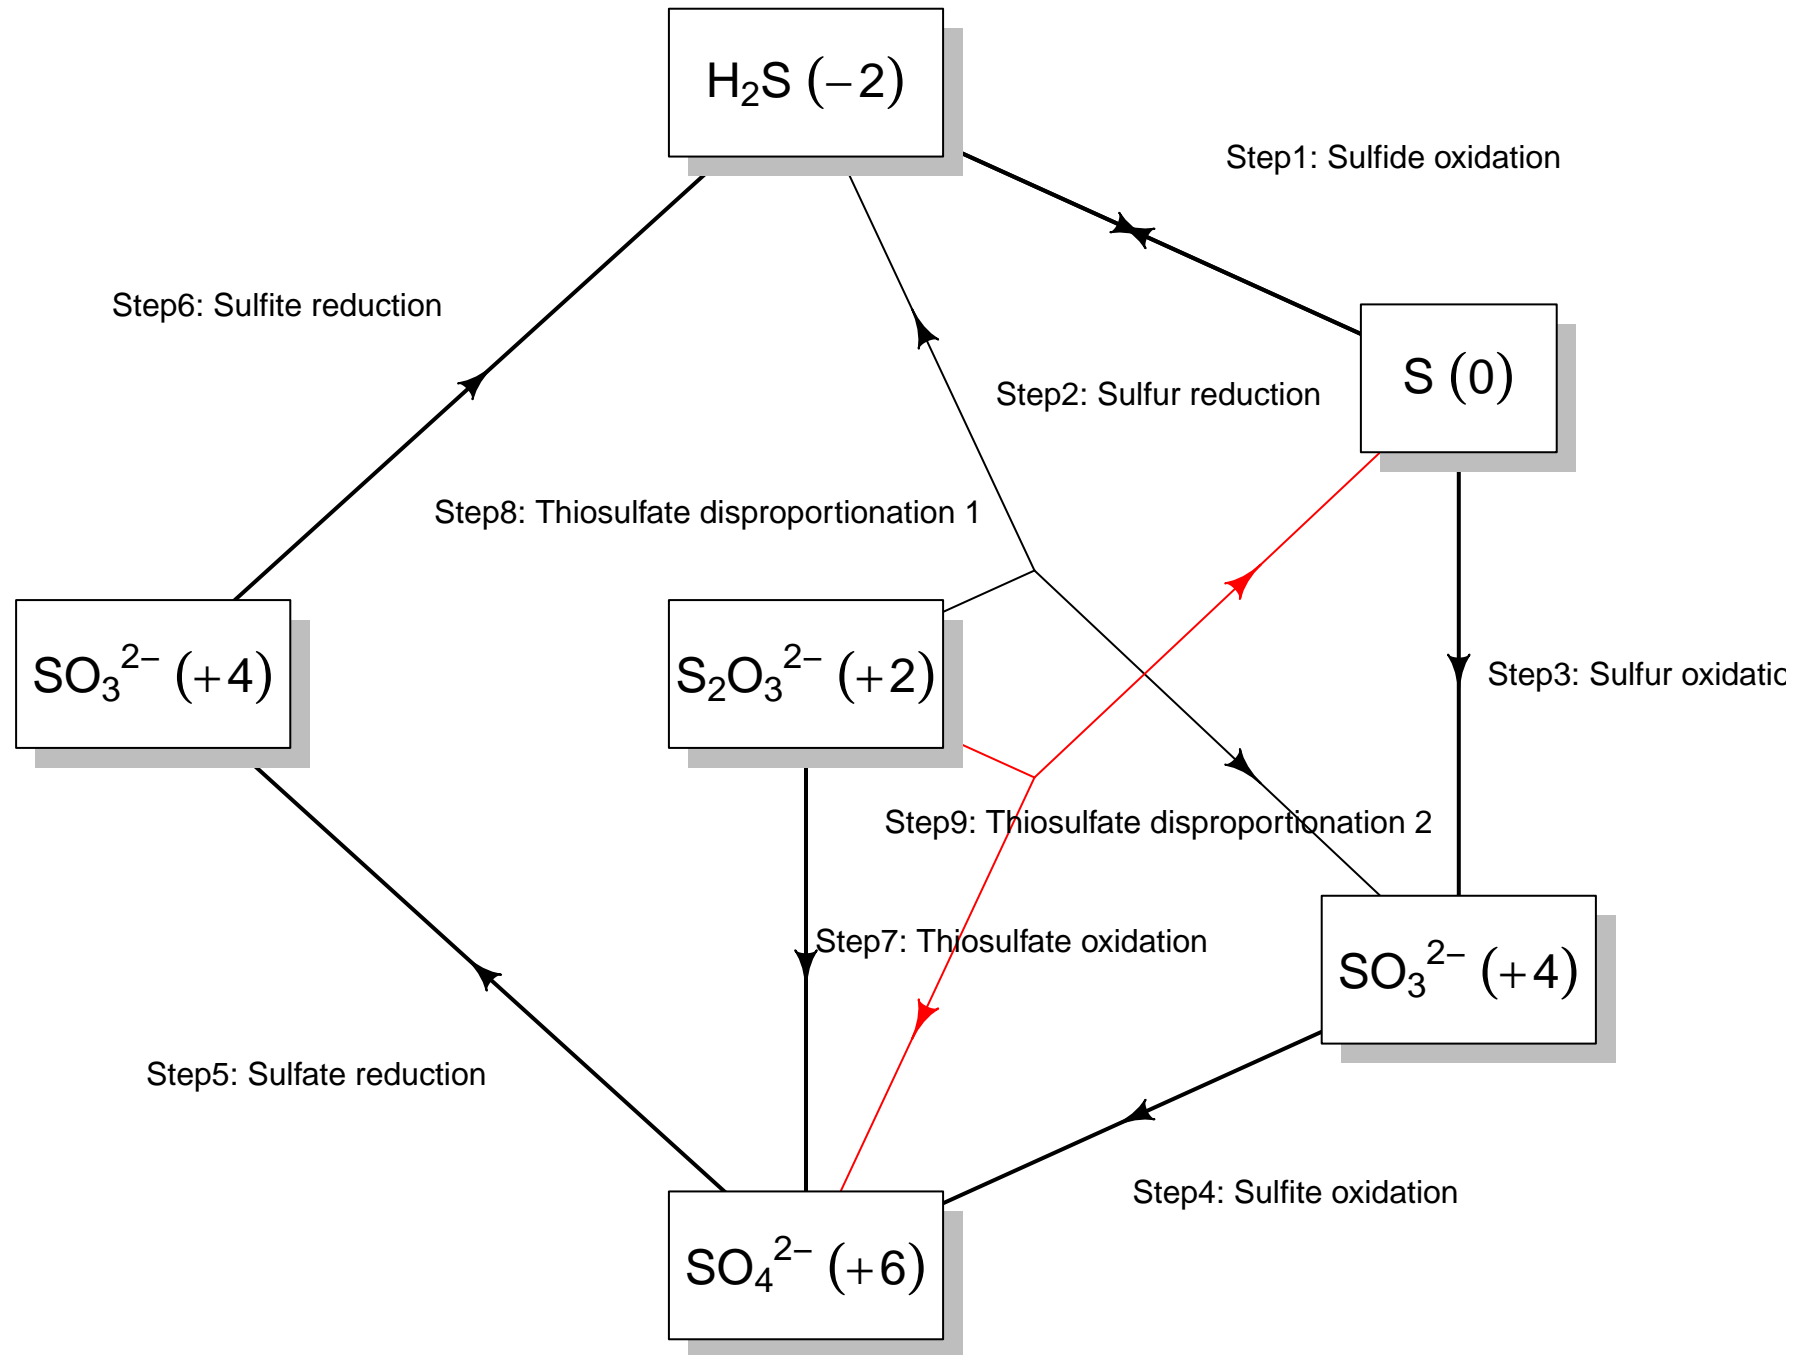 H₂S (−2)
Step1: Sulfide oxidation
Step6: Sulfite reduction
S (0)
Step2: Sulfur reduction
Step8: Thiosulfate disproportionation 1
SO₃²⁻ (+4)
S₂O₃²⁻ (+2)
Step3: Sulfur oxidatic
Step9: Thiosulfate disproportionation 2
Step7: Thiosulfate oxidation
SO₃²⁻ (+4)
Step5: Sulfate reduction
Step4: Sulfite oxidation
SO₄²⁻ (+6)